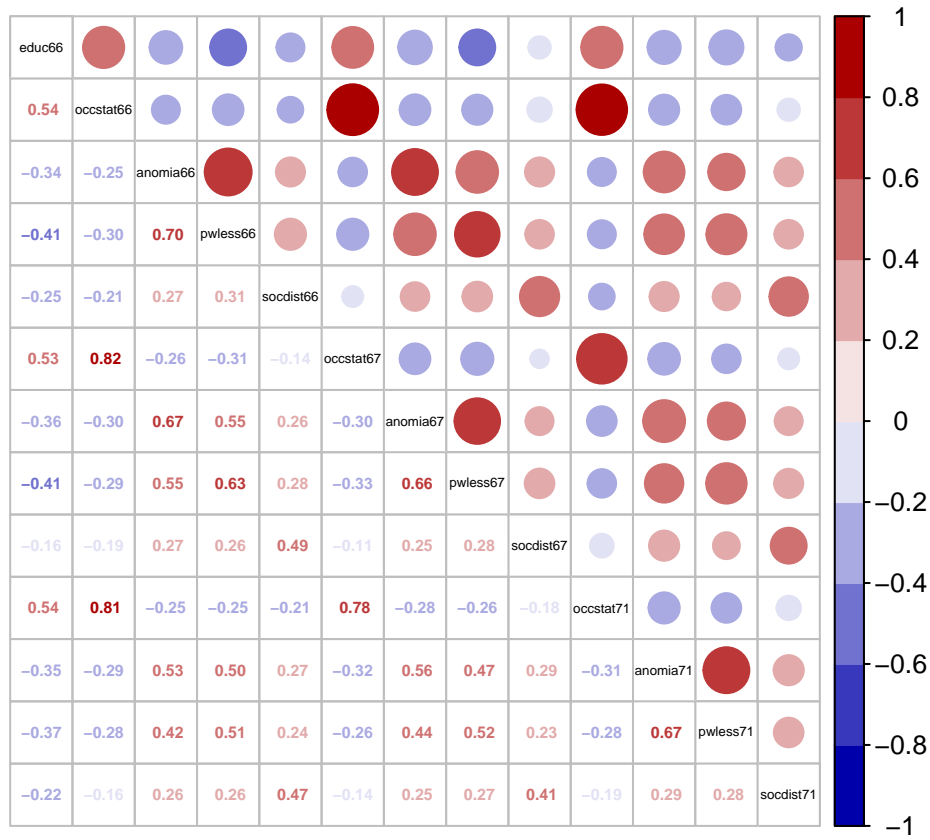 educ66
0.54 occstat66
−0.34 −0.25 anomia66
−0.41 −0.30 0.70 pwless66
−0.25 −0.21 0.27 0.31 socdist66
0.53 0.82 −0.26 −0.31 −0.14 occstat67
−0.36 −0.30 0.67 0.55 0.26 −0.30 anomia67
−0.41 −0.29 0.55 0.63 0.28 −0.33 0.66 pwless67
−0.16 −0.19 0.27 0.26 0.49 −0.11 0.25 0.28 socdist67
0.54 0.81 −0.25 −0.25 −0.21 0.78 −0.28 −0.26 −0.18 occstat71
−0.35 −0.29 0.53 0.50 0.27 −0.32 0.56 0.47 0.29 −0.31 anomia71
−0.37 −0.28 0.42 0.51 0.24 −0.26 0.44 0.52 0.23 −0.28 0.67 pwless71
−0.22 −0.16 0.26 0.26 0.47 −0.14 0.25 0.27 0.41 −0.19 0.29 0.28 socdist71
1
0.8
0.6
0.4
0.2
0
−0.2
−0.4
−0.6
−0.8
−1